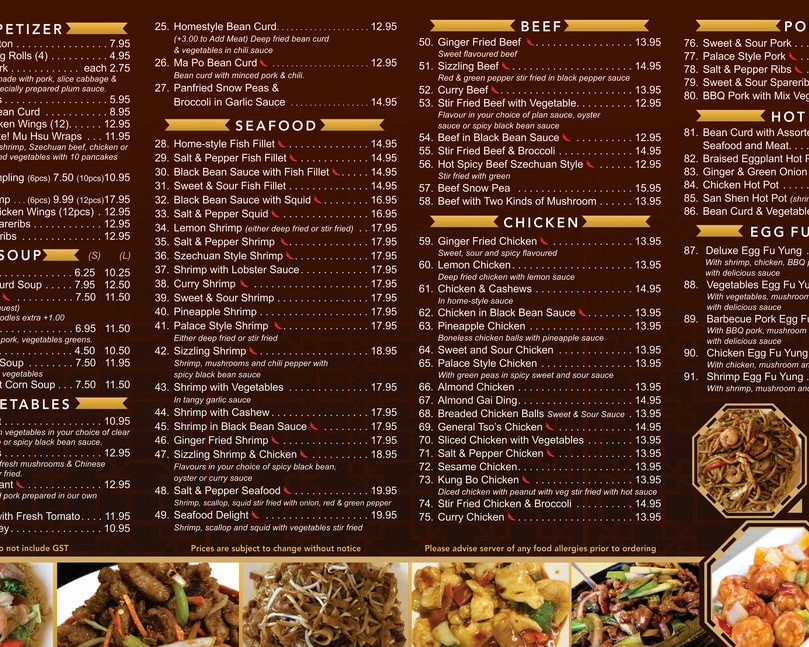 PETIZER
ton . 7.95
g Rolls (4) . 4.95
rk . each 2.75
made with pork, slice cabbage &
ecially prepared plum sauce.
s . 5.95
ean Curd . 8.95
ken Wings (12) . 12.95
te! Mu Hsu Wraps . 11.95
shrimp, Szechuan beef, chicken or
ed vegetables with 10 pancakes
mpling (6pcs) 7.50 (10pcs)10.95
mp . . . (6pcs) 9.99 (12pcs)17.95
icken Wings (12pcs) . 12.95
areribs . 12.95
ribs . 12.95
SOUP (S) (L)
6.25 10.25
urd Soup . . . 7.95 12.50
7.50 11.50
uest)
oodles extra +1.00
6.95 11.50
pork, vegetables greens.
4.50 10.50
Soup . . . 7.50 11.95
vegetables
t Corn Soup . . . 7.50 11.50
ETABLES
t . 10.95
n vegetables in your choice of clear
e or spicy black bean sauce.
s . 12.95
fresh mushrooms & Chinese
ir fried.
ant . 12.95
d pork prepared in our own
with Fresh Tomato . . . . 11.95
ey . 10.95
o not include GST
25. Homestyle Bean Curd . 12.95
(+3.00 to Add Meat) Deep fried bean curd
& vegetables in chili sauce
26. Ma Po Bean Curd . 12.95
Bean curd with minced pork & chili.
27. Panfried Snow Peas &
Broccoli in Garlic Sauce . 14.95
SEAFOOD
28. Home-style Fish Fillet . 14.95
29. Salt & Pepper Fish Fillet . 14.95
30. Black Bean Sauce with Fish Fillet . 14.95
31. Sweet & Sour Fish Fillet . 14.95
32. Black Bean Sauce with Squid . 16.95
33. Salt & Pepper Squid . 16.95
34. Lemon Shrimp (either deep fried or stir fried) . 17.95
35. Salt & Pepper Shrimp . 17.95
36. Szechuan Style Shrimp . 17.95
37. Shrimp with Lobster Sauce . 17.95
38. Curry Shrimp . 17.95
39. Sweet & Sour Shrimp . 17.95
40. Pineapple Shrimp . 17.95
41. Palace Style Shrimp . 17.95
Either deep fried or stir fried
42. Sizzling Shrimp . 18.95
Shrimp, mushrooms and chili pepper with
spicy black bean sauce
43. Shrimp with Vegetables . 17.95
In tangy garlic sauce
44. Shrimp with Cashew . 17.95
45. Shrimp in Black Bean Sauce . 17.95
46. Ginger Fried Shrimp . 17.95
47. Sizzling Shrimp & Chicken . 18.95
Flavours in your choice of spicy black bean,
oyster or curry sauce
48. Salt & Pepper Seafood . 19.95
Shrimp, scallop, squid stir fried with onion, red & green pepper
49. Seafood Delight . 19.95
Shrimp, scallop and squid with vegetables stir fried
Prices are subject to change without notice
BEEF
50. Ginger Fried Beef . 13.95
Sweet flavoured beef
51. Sizzling Beef . 14.95
Red & green pepper stir fried in black pepper sauce
52. Curry Beef . 13.95
53. Stir Fried Beef with Vegetable . 12.95
Flavour in your choice of plan sauce, oyster
sauce or spicy black bean sauce
54. Beef in Black Bean Sauce . 12.95
55. Stir Fried Beef & Broccoli . 14.95
56. Hot Spicy Beef Szechuan Style . 12.95
Stir fried with green
57. Beef Snow Pea . 15.95
58. Beef with Two Kinds of Mushroom . 13.95
CHICKEN
59. Ginger Fried Chicken . 13.95
Sweet, sour and spicy flavoured
60. Lemon Chicken . 13.95
Deep fried chicken with lemon sauce
61. Chicken & Cashews . 14.95
In home-style sauce
62. Chicken in Black Bean Sauce . 13.95
63. Pineapple Chicken . 13.95
Boneless chicken balls with pineapple sauce
64. Sweet and Sour Chicken . 13.95
65. Palace Style Chicken . 13.95
With green peas in spicy sweet and sour sauce
66. Almond Chicken . 13.95
67. Almond Gai Ding . 14.95
68. Breaded Chicken Balls Sweet & Sour Sauce . 13.95
69. General Tso's Chicken . 14.95
70. Sliced Chicken with Vegetables . 13.95
71. Salt & Pepper Chicken . 13.95
72. Sesame Chicken . 13.95
73. Kung Bo Chicken . 13.95
Diced chicken with peanut with veg stir fried with hot sauce
74. Stir Fried Chicken & Broccoli . 14.95
75. Curry Chicken . 13.95
Please advise server of any food allergies prior to ordering
PO
76. Sweet & Sour Pork .
77. Palace Style Pork
78. Salt & Pepper Ribs
79. Sweet & Sour Sparerib
80. BBQ Pork with Mix Veg
HOT
81. Bean Curd with Assorte
Seafood and Meat. . .
82. Braised Eggplant Hot P
83. Ginger & Green Onion
84. Chicken Hot Pot . . .
85. San Shen Hot Pot (shri
86. Bean Curd & Vegetabl
EGG FU
87. Deluxe Egg Fu Yung .
With shrimp, chicken, BBQ p
with delicious sauce
88. Vegetables Egg Fu Yu
With vegetables, mushroom
with delicious sauce
89. Barbecue Pork Egg Fu
With BBQ pork, mushroom
with delicious sauce
90. Chicken Egg Fu Yung
With chicken, mushroom an
91. Shrimp Egg Fu Yung . .
With shrimp, mushroom and